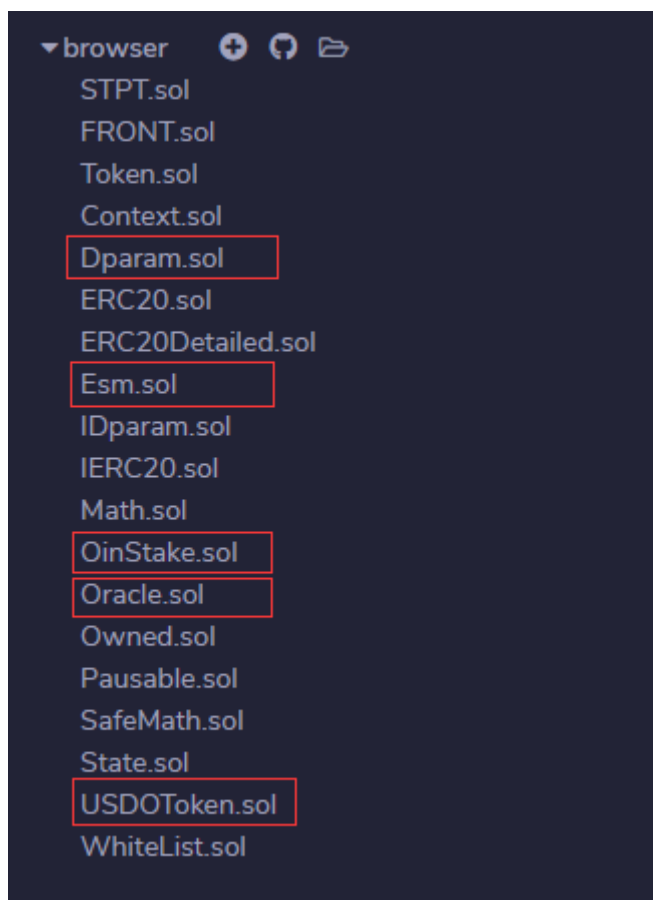 browser
STPT.sol
FRONT.sol
Token.sol
Context.sol
Dparam.sol
ERC20.sol
ERC20Detailed.sol
Esm.sol
IDparam.sol
IERC20.sol
Math.sol
OinStake.sol
Oracle.sol
Owned.sol
Pausable.sol
SafeMath.sol
State.sol
USDOToken.sol
WhiteList.sol